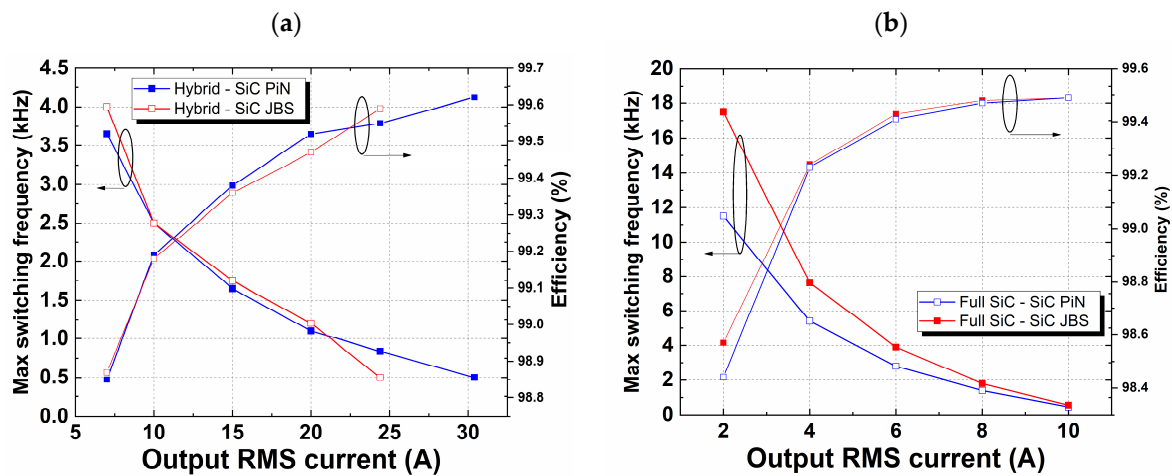 (a)
Max switching frequency (kHz)
4.5
4.0
3.5
3.0
2.5
2.0
1.5
1.0
0.5
0.0
Hybrid - SiC PiN
Hybrid - SiC JBS
99.7
99.6
99.5
99.4
99.3
99.2
99.1
99.0
98.9
98.8
Efficiency (%)
5 10 15 20 25 30
Output RMS current (A)
(b)
Max switching frequency (kHz)
20
18
16
14
12
10
8
6
4
2
0
Full SiC - SiC PiN
Full SiC - SiC JBS
99.6
99.4
99.2
99.0
98.8
98.6
98.4
Efficiency (%)
2 4 6 8 10
Output RMS current (A)